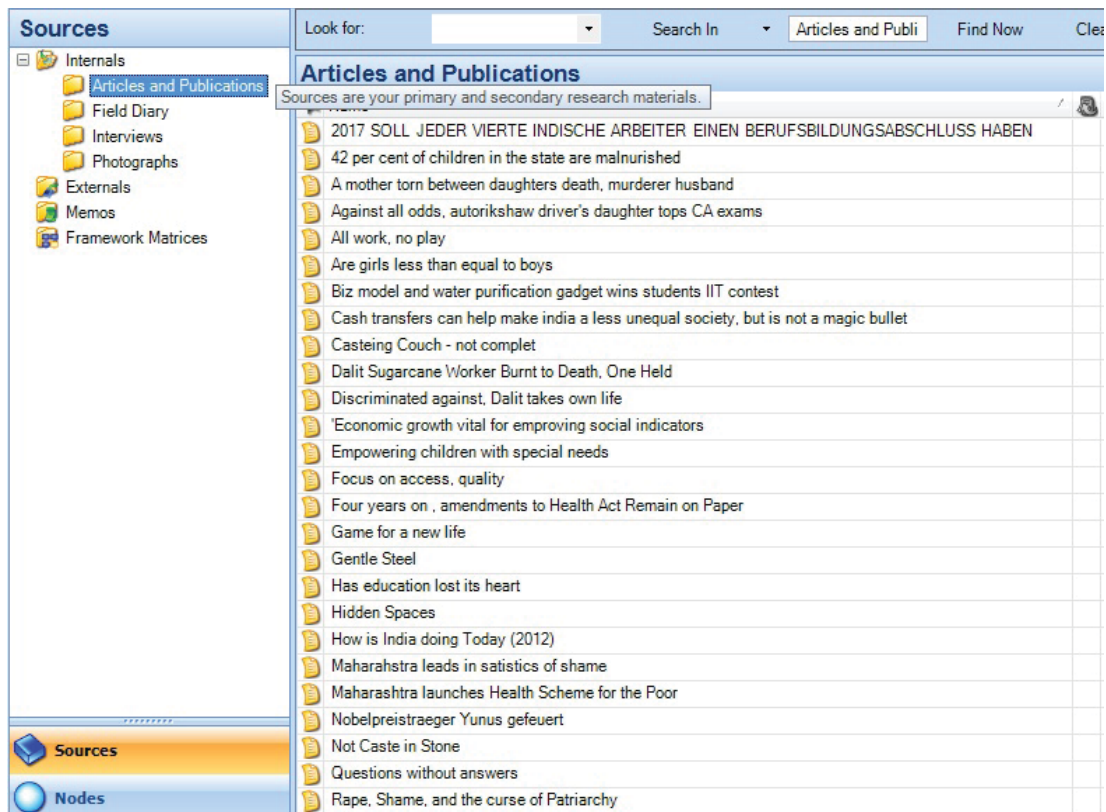 Sources
Internals
Articles and Publications
Field Diary
Interviews
Photographs
Externals
Memos
Framework Matrices
Sources
Nodes
Look for:
Search In
Articles and Publi
Find Now
Clea
Articles and Publications
Sources are your primary and secondary research materials.
2017 SOLL JEDER VIERTE INDISCHE ARBEITER EINEN BERUFSBILDUNGSABSCHLUSS HABEN
42 per cent of children in the state are malnurished
A mother torn between daughters death, murderer husband
Against all odds, autorikshaw driver's daughter tops CA exams
All work, no play
Are girls less than equal to boys
Biz model and water purification gadget wins students IIT contest
Cash transfers can help make india a less unequal society, but is not a magic bullet
Casteing Couch - not complet
Dalit Sugarcane Worker Burnt to Death, One Held
Discriminated against, Dalit takes own life
'Economic growth vital for emproving social indicators
Empowering children with special needs
Focus on access, quality
Four years on , amendments to Health Act Remain on Paper
Game for a new life
Gentle Steel
Has education lost its heart
Hidden Spaces
How is India doing Today (2012)
Maharahstra leads in satistics of shame
Maharashtra launches Health Scheme for the Poor
Nobelpreistraeger Yunus gefeuert
Not Caste in Stone
Questions without answers
Rape, Shame, and the curse of Patriarchy